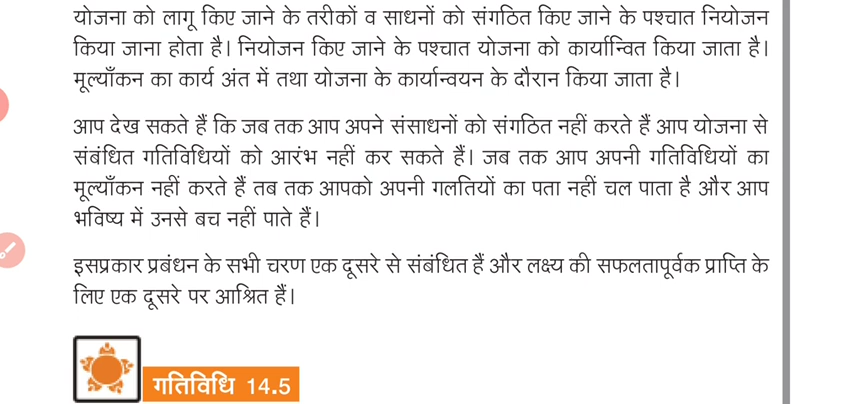 योजना को लागू किए जाने के तरीकों व साधनों को संगठित किए जाने के पश्चात नियोजन
किया जाना होता है। नियोजन किए जाने के पश्चात योजना को कार्यान्वित किया जाता है।
मूल्याँकन का कार्य अंत में तथा योजना के कार्यान्वयन के दौरान किया जाता है।
आप देख सकते हैं कि जब तक आप अपने संसाधनों को संगठित नहीं करते हैं आप योजना से
संबंधित गतिविधियों को आरंभ नहीं कर सकते हैं। जब तक आप अपनी गतिविधियों का
मूल्याँकन नहीं करते हैं तब तक आपको अपनी गलतियों का पता नहीं चल पाता है और आप
भविष्य में उनसे बच नहीं पाते हैं।
इसप्रकार प्रबंधन के सभी चरण एक दूसरे से संबंधित हैं और लक्ष्य की सफलतापूर्वक प्राप्ति के
लिए एक दूसरे पर आश्रित हैं।
गतिविधि 14.5